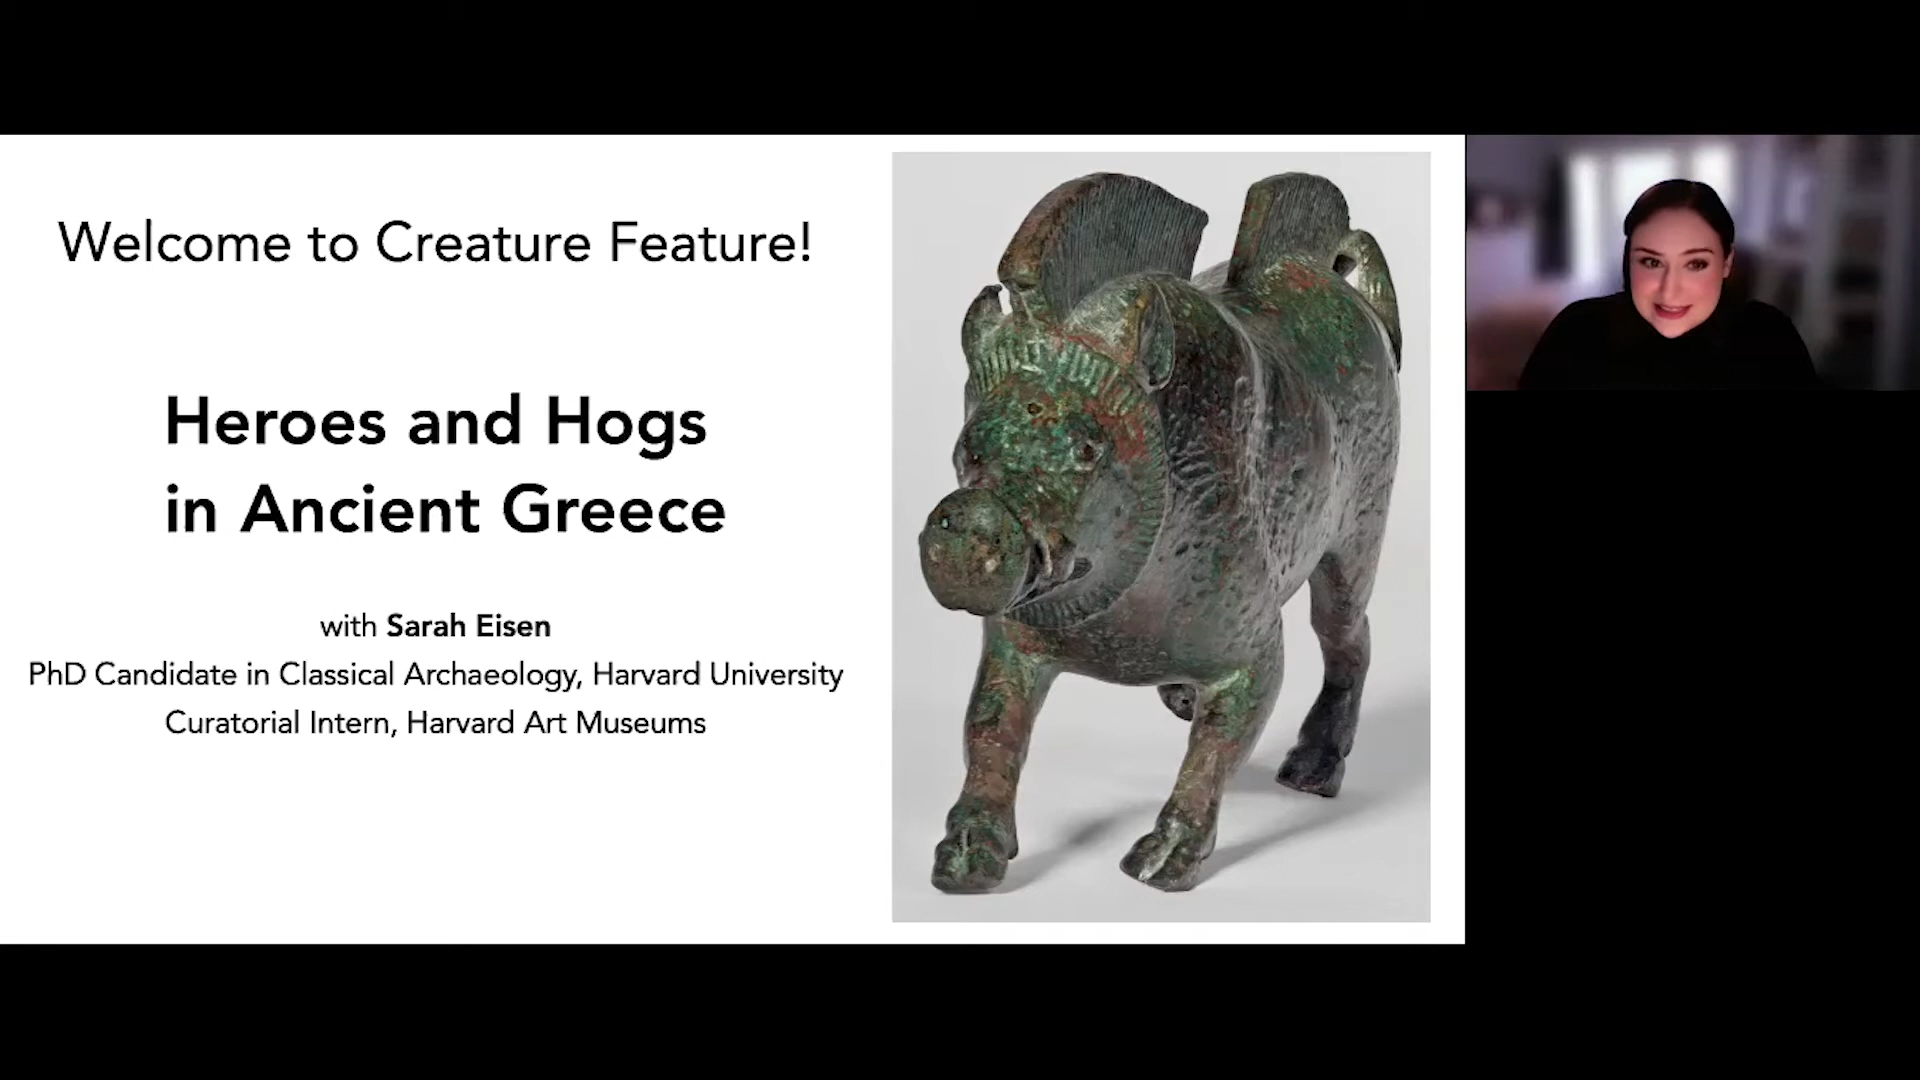 Welcome to Creature Feature!
Heroes and Hogs
in Ancient Greece
with Sarah Eisen
PhD Candidate in Classical Archaeology, Harvard University
Curatorial Intern, Harvard Art Museums